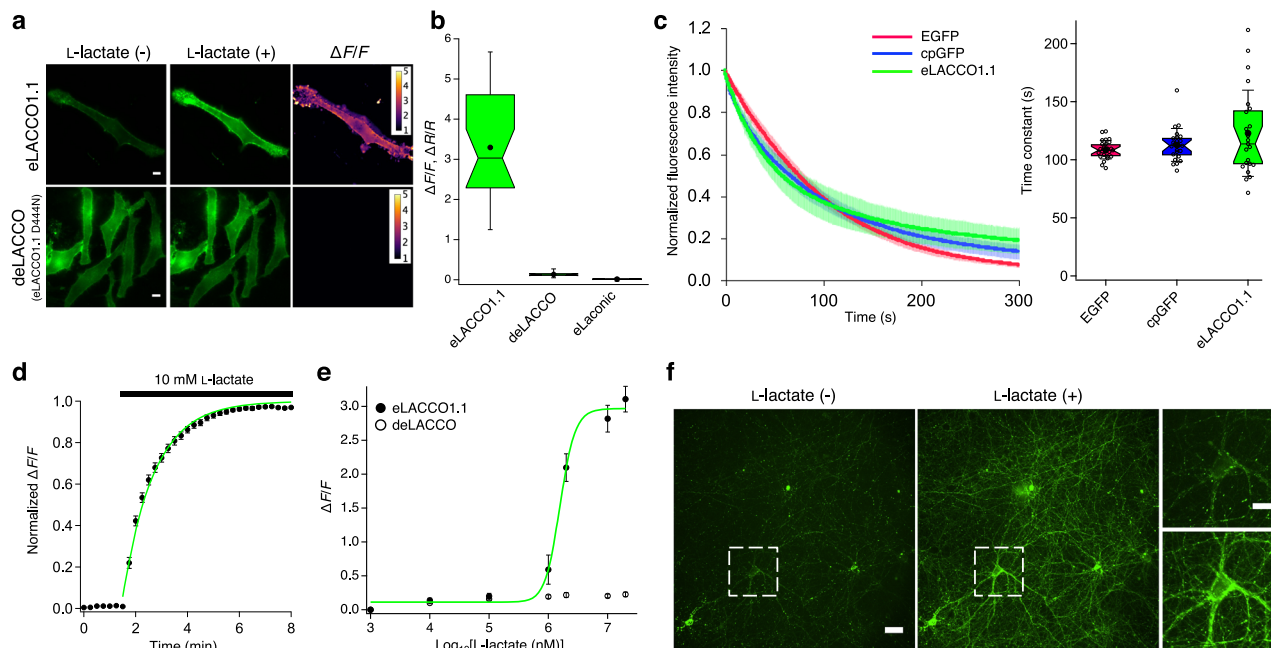 a
L-lactate (-)
L-lactate (+)
ΔF/F
eLACCO1.1
5
4
3
2
1
deLACCO
(eLACCO1.1 D444N)
5
4
3
2
1
b
ΔF/F, ΔR/R
6
5
4
3
2
1
0
eLACCO1.1
deLACCO
eLaconic
c
Normalized fluorescence intensity
1.2
1.0
0.8
0.6
0.4
0.2
0.0
0
100
200
300
Time (s)
EGFP
cpGFP
eLACCO1.1
Time constant (s)
200
150
100
50
0
EGFP
cpGFP
eLACCO1.1
d
10 mM L-lactate
Normalized ΔF/F
1.0
0.8
0.6
0.4
0.2
0.0
0
2
4
6
8
Time (min)
e
eLACCO1.1
deLACCO
ΔF/F
3.0
2.5
2.0
1.5
1.0
0.5
0.0
3
4
5
6
7
Log10[L-lactate (nM)]
f
L-lactate (-)
L-lactate (+)